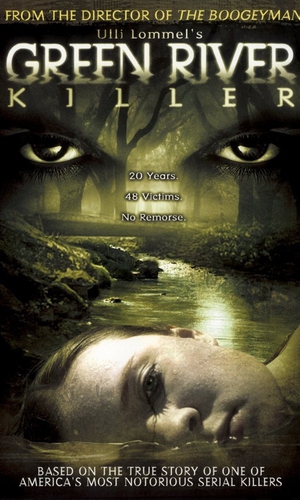 FROM THE DIRECTOR OF THE BOOGEYMAN
Ulli Lommel's
GREEN RIVER
KILLER
20 Years.
48 Victims.
No Remorse.
BASED ON THE TRUE STORY OF ONE OF
AMERICA'S MOST NOTORIOUS SERIAL KILLERS